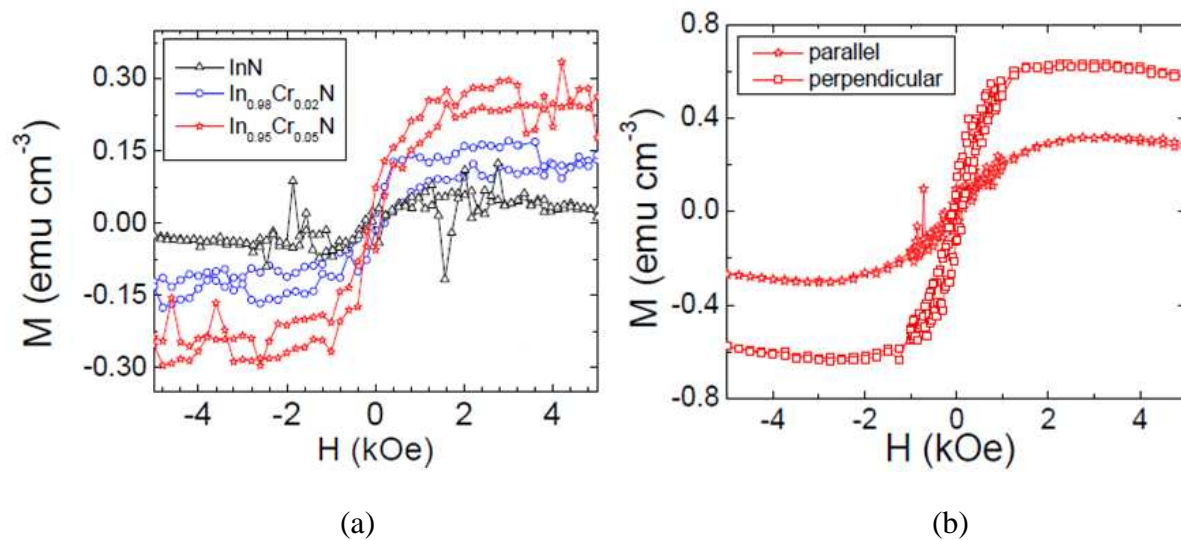 InN
In0.98Cr0.02N
In0.95Cr0.05N
M (emu cm-3)
0.30
0.15
0.00
-0.15
-0.30
-4 -2 0 2 4
H (kOe)
(a)
parallel
perpendicular
M (emu cm-3)
0.8
0.4
0.0
-0.4
-0.8
-4 -2 0 2 4
H (kOe)
(b)